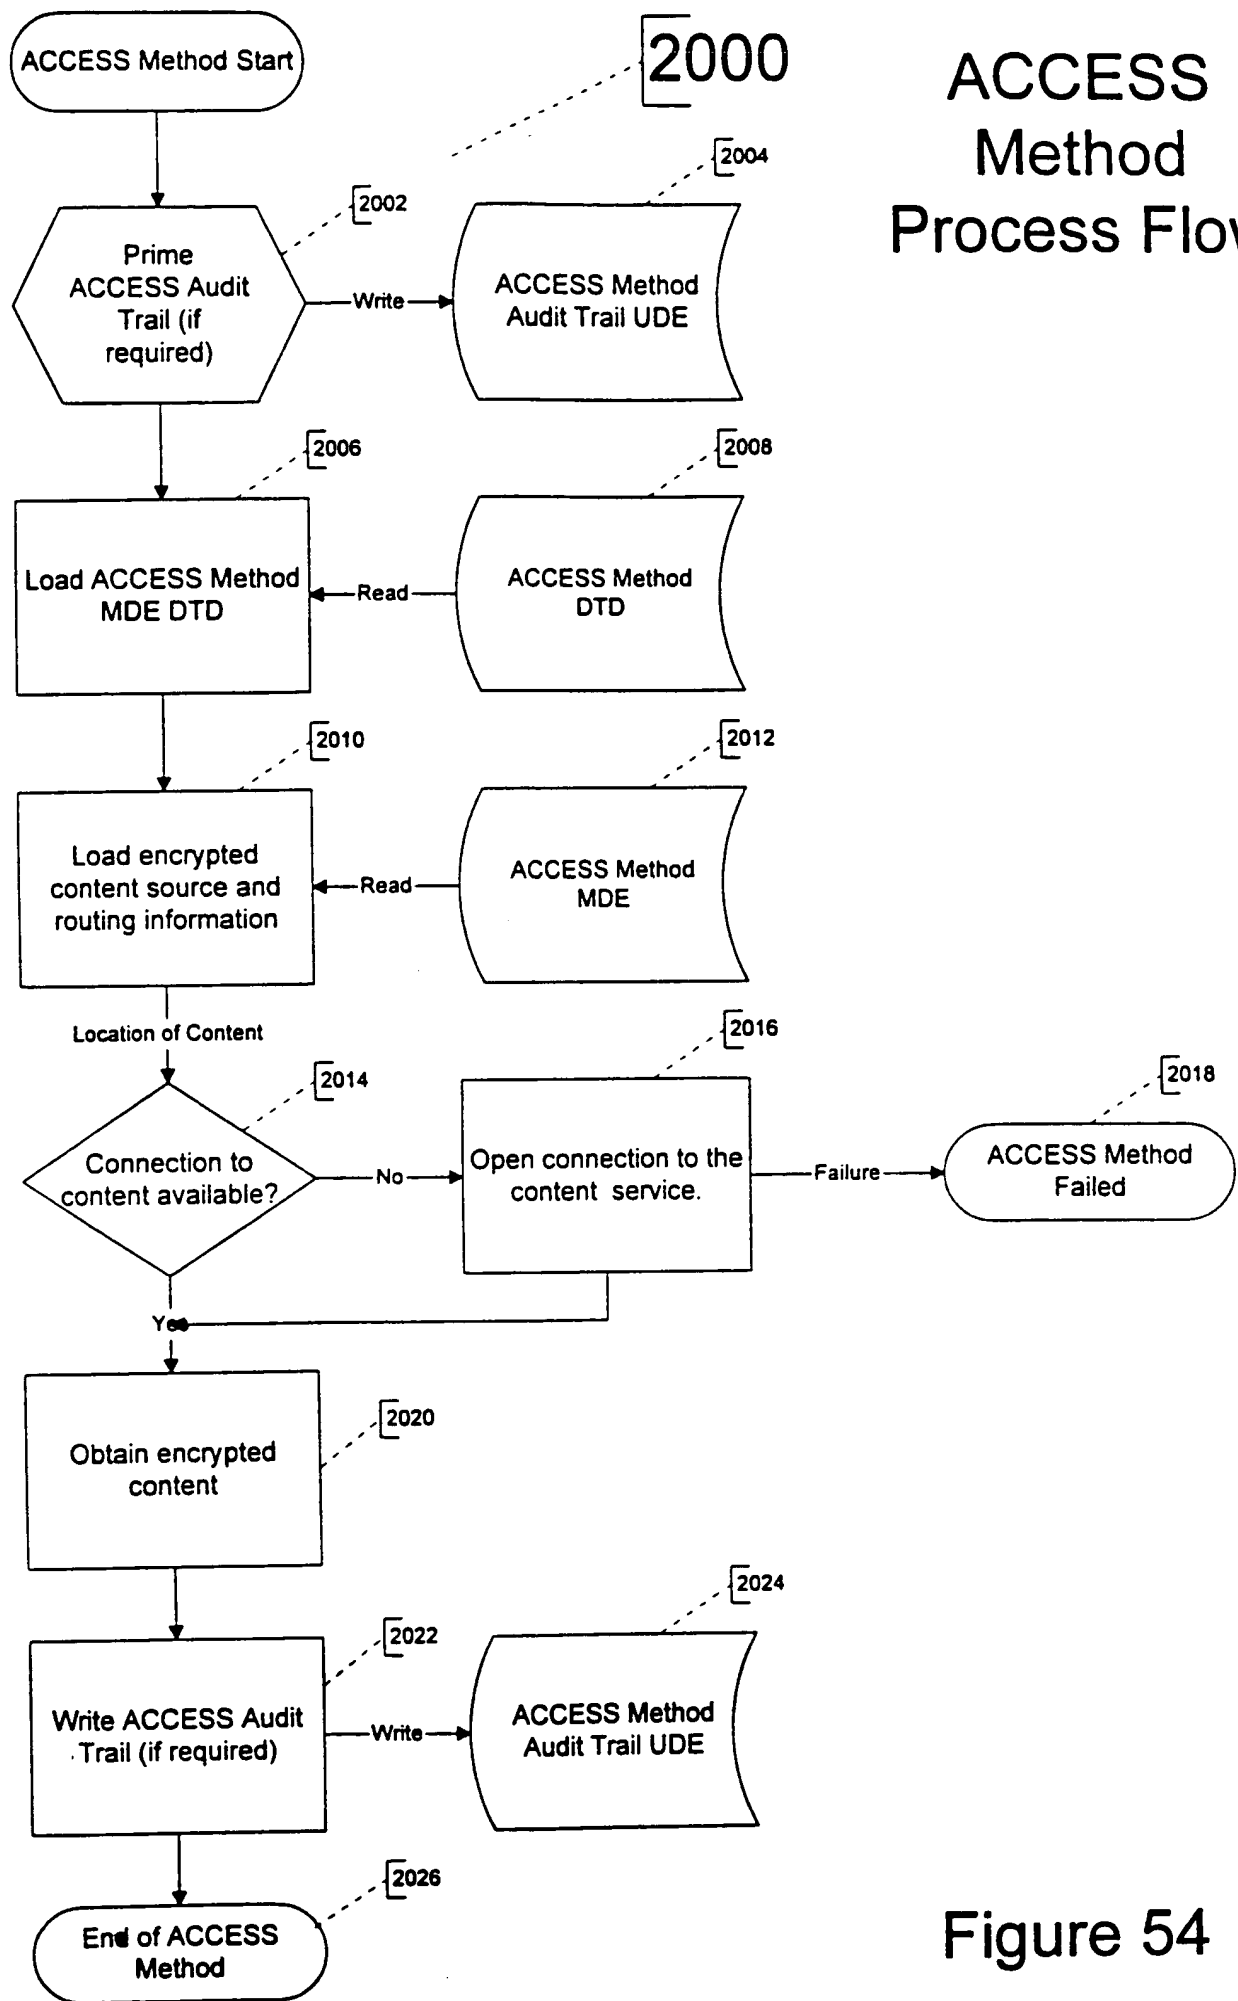 ACCESS Method Start
2000
ACCESS
Method
Process Flow
2002
2004
Prime
ACCESS Audit
Trail (if
required)
Write
ACCESS Method
Audit Trail UDE
2006
2008
Load ACCESS Method
MDE DTD
Read
ACCESS Method
DTD
2010
2012
Load encrypted
content source and
routing information
Read
ACCESS Method
MDE
Location of Content
2014
2016
2018
Connection to
content available?
No
Open connection to the
content service.
Failure
ACCESS Method
Failed
Yes
2020
Obtain encrypted
content
2022
2024
Write ACCESS Audit
Trail (if required)
Write
ACCESS Method
Audit Trail UDE
2026
End of ACCESS
Method
Figure 54